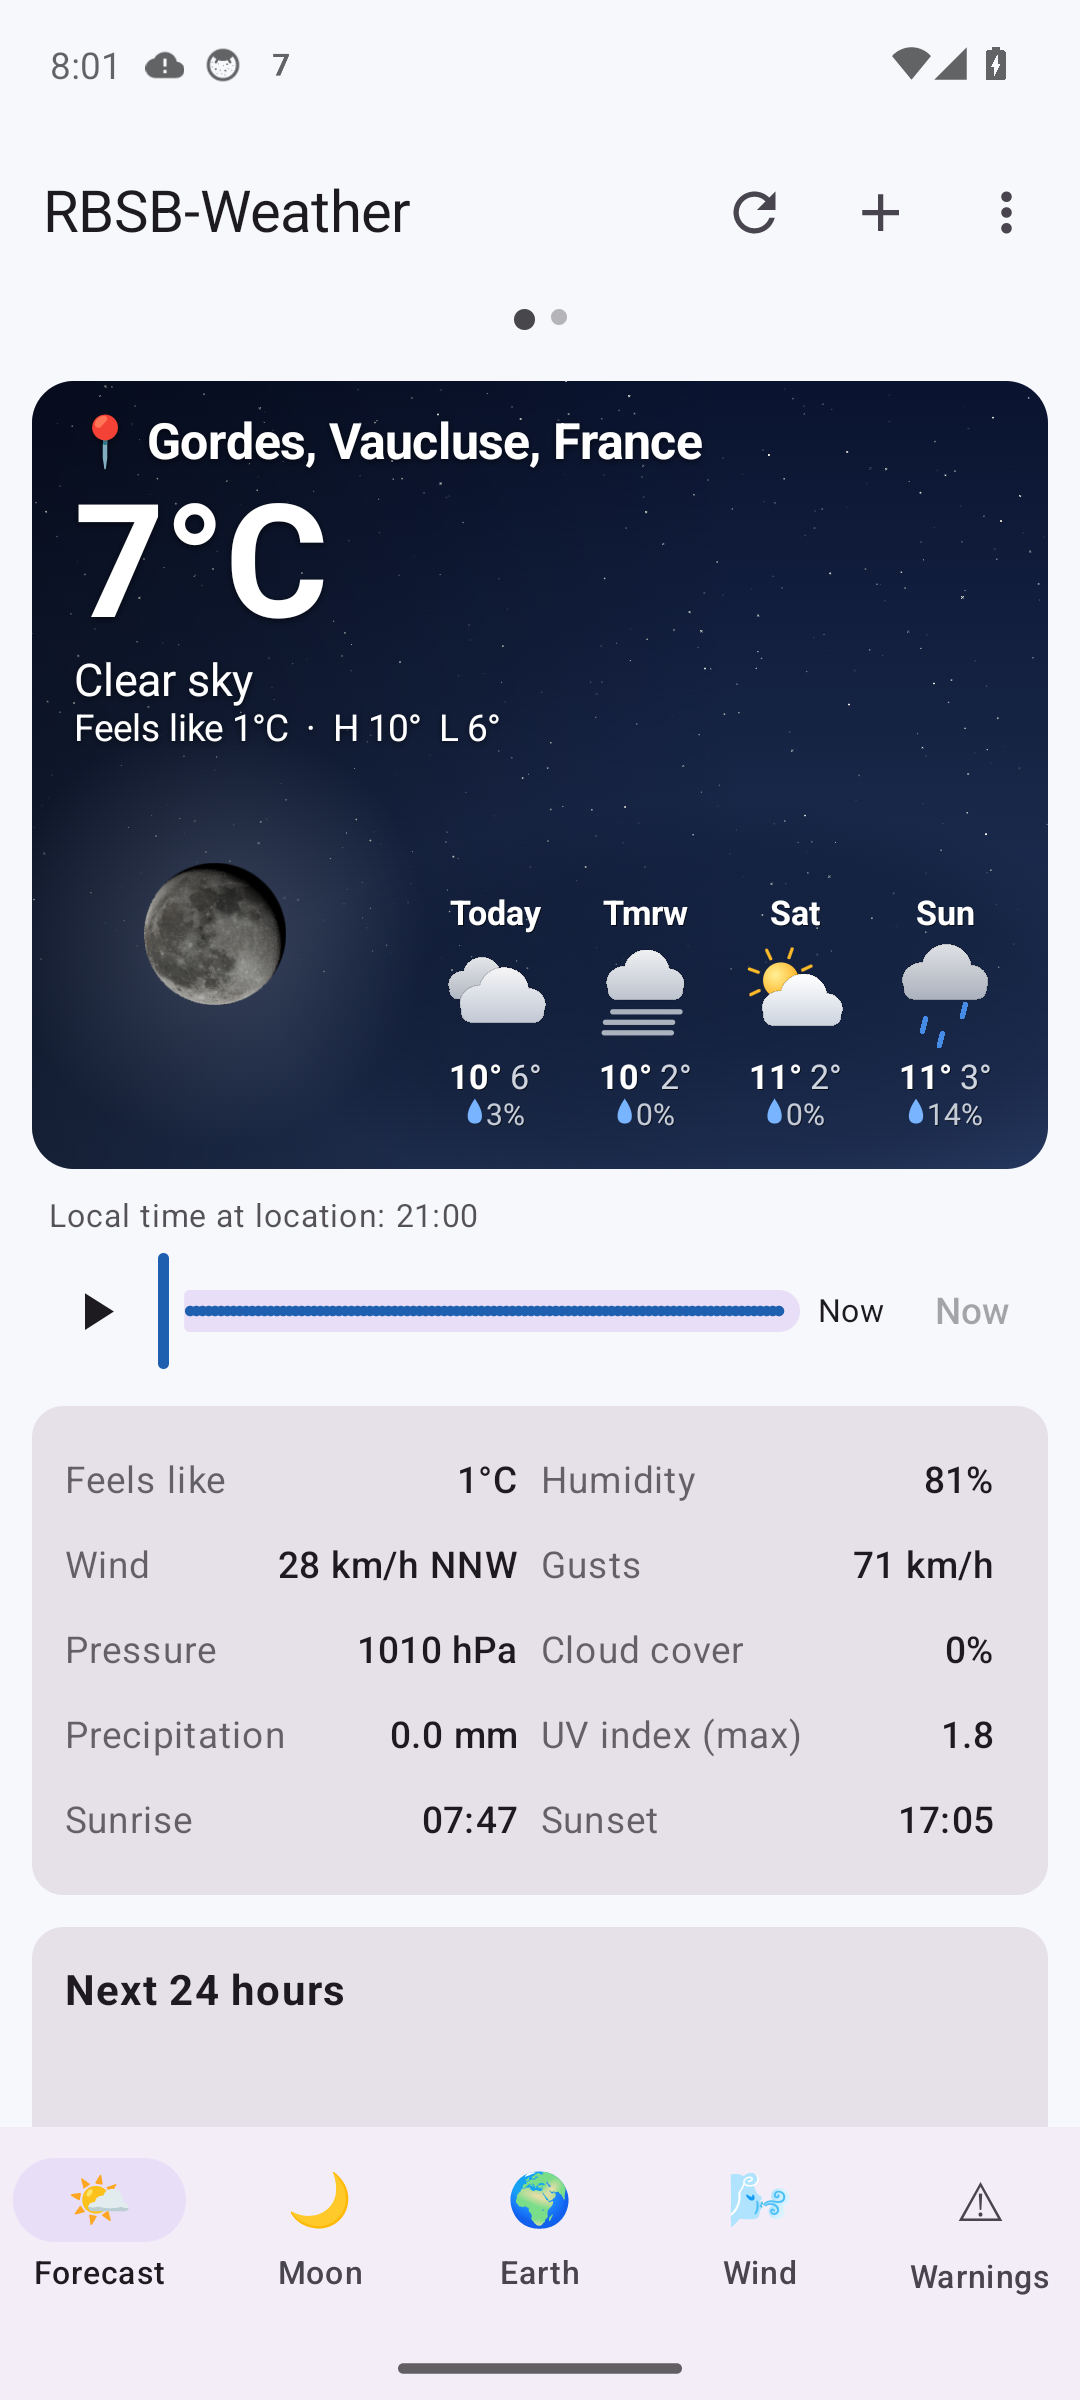 8:01 7
RBSB-Weather
Gordes, Vaucluse, France
7°C
Clear sky
Feels like 1°C · H 10° L 6°
Today Tmrw Sat Sun
10° 6° 10° 2° 11° 2° 11° 3°
3% 0% 0% 14%
Local time at location: 21:00
Now Now
Feels like 1°C Humidity 81%
Wind 28 km/h NNW Gusts 71 km/h
Pressure 1010 hPa Cloud cover 0%
Precipitation 0.0 mm UV index (max) 1.8
Sunrise 07:47 Sunset 17:05
Next 24 hours
Forecast Moon Earth Wind Warnings